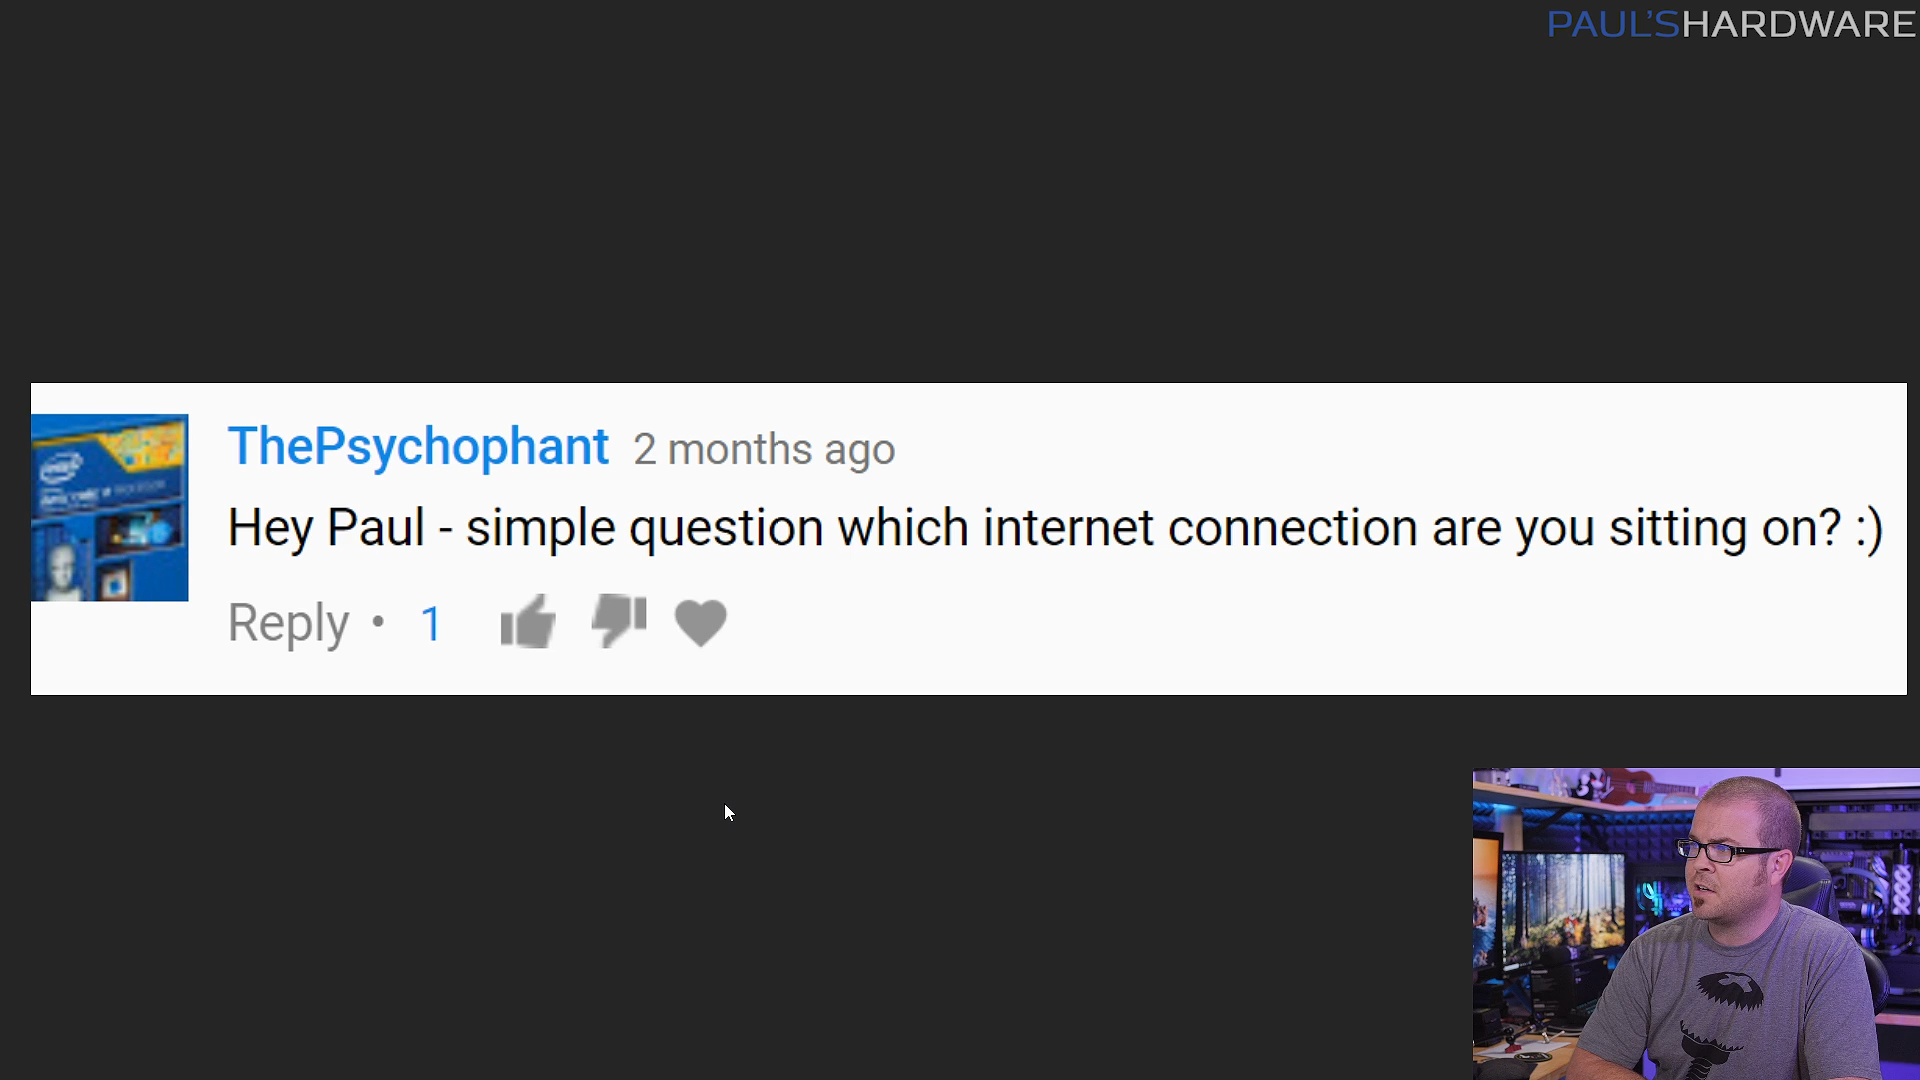 PAUL'SHARDWARE
ThePsychophant 2 months ago
Hey Paul - simple question which internet connection are you sitting on? :)
Reply • 1